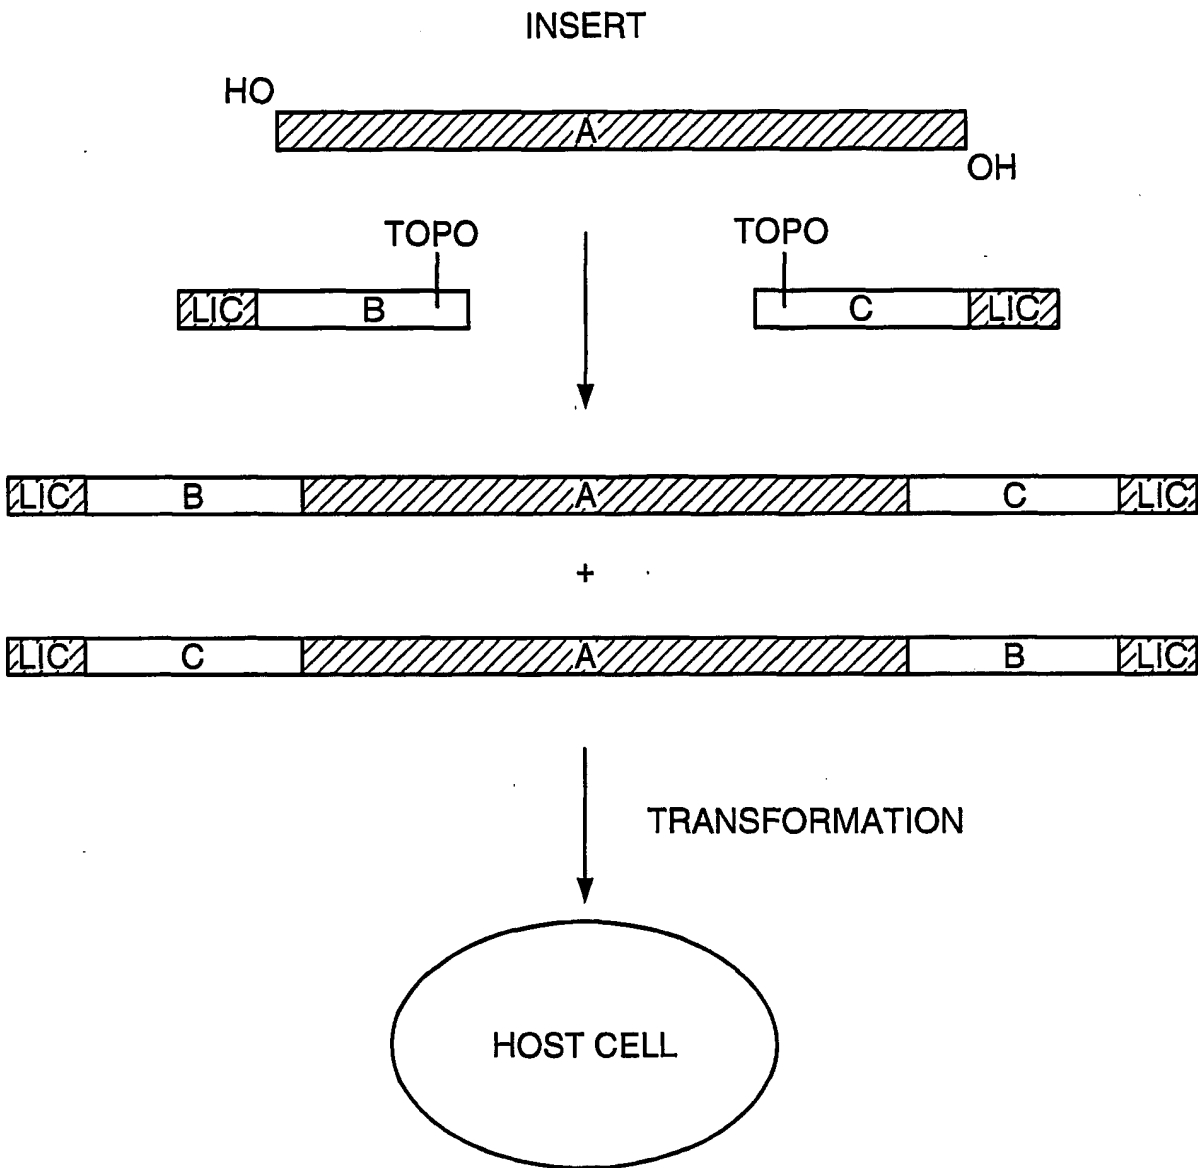 INSERT
HO
A
OH
TOPO TOPO
LIC B C LIC
LIC B A C LIC
+
LIC C A B LIC
TRANSFORMATION
HOST CELL